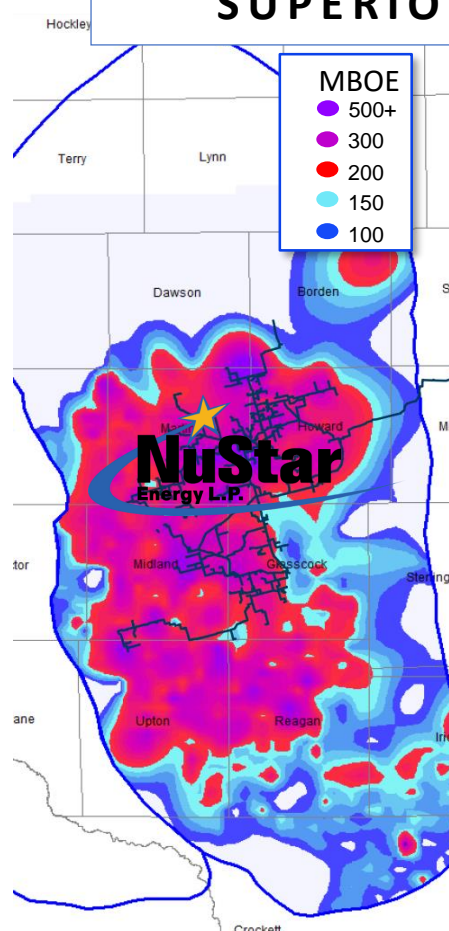 SUPERIO
Hockley
MBOE
500+
300
200
150
100
Terry
Lynn
Dawson
Borden
Howard
NuStar
Energy L.P.
Midland
Glasscock
Sterling
Upton
Reagan
Crockett